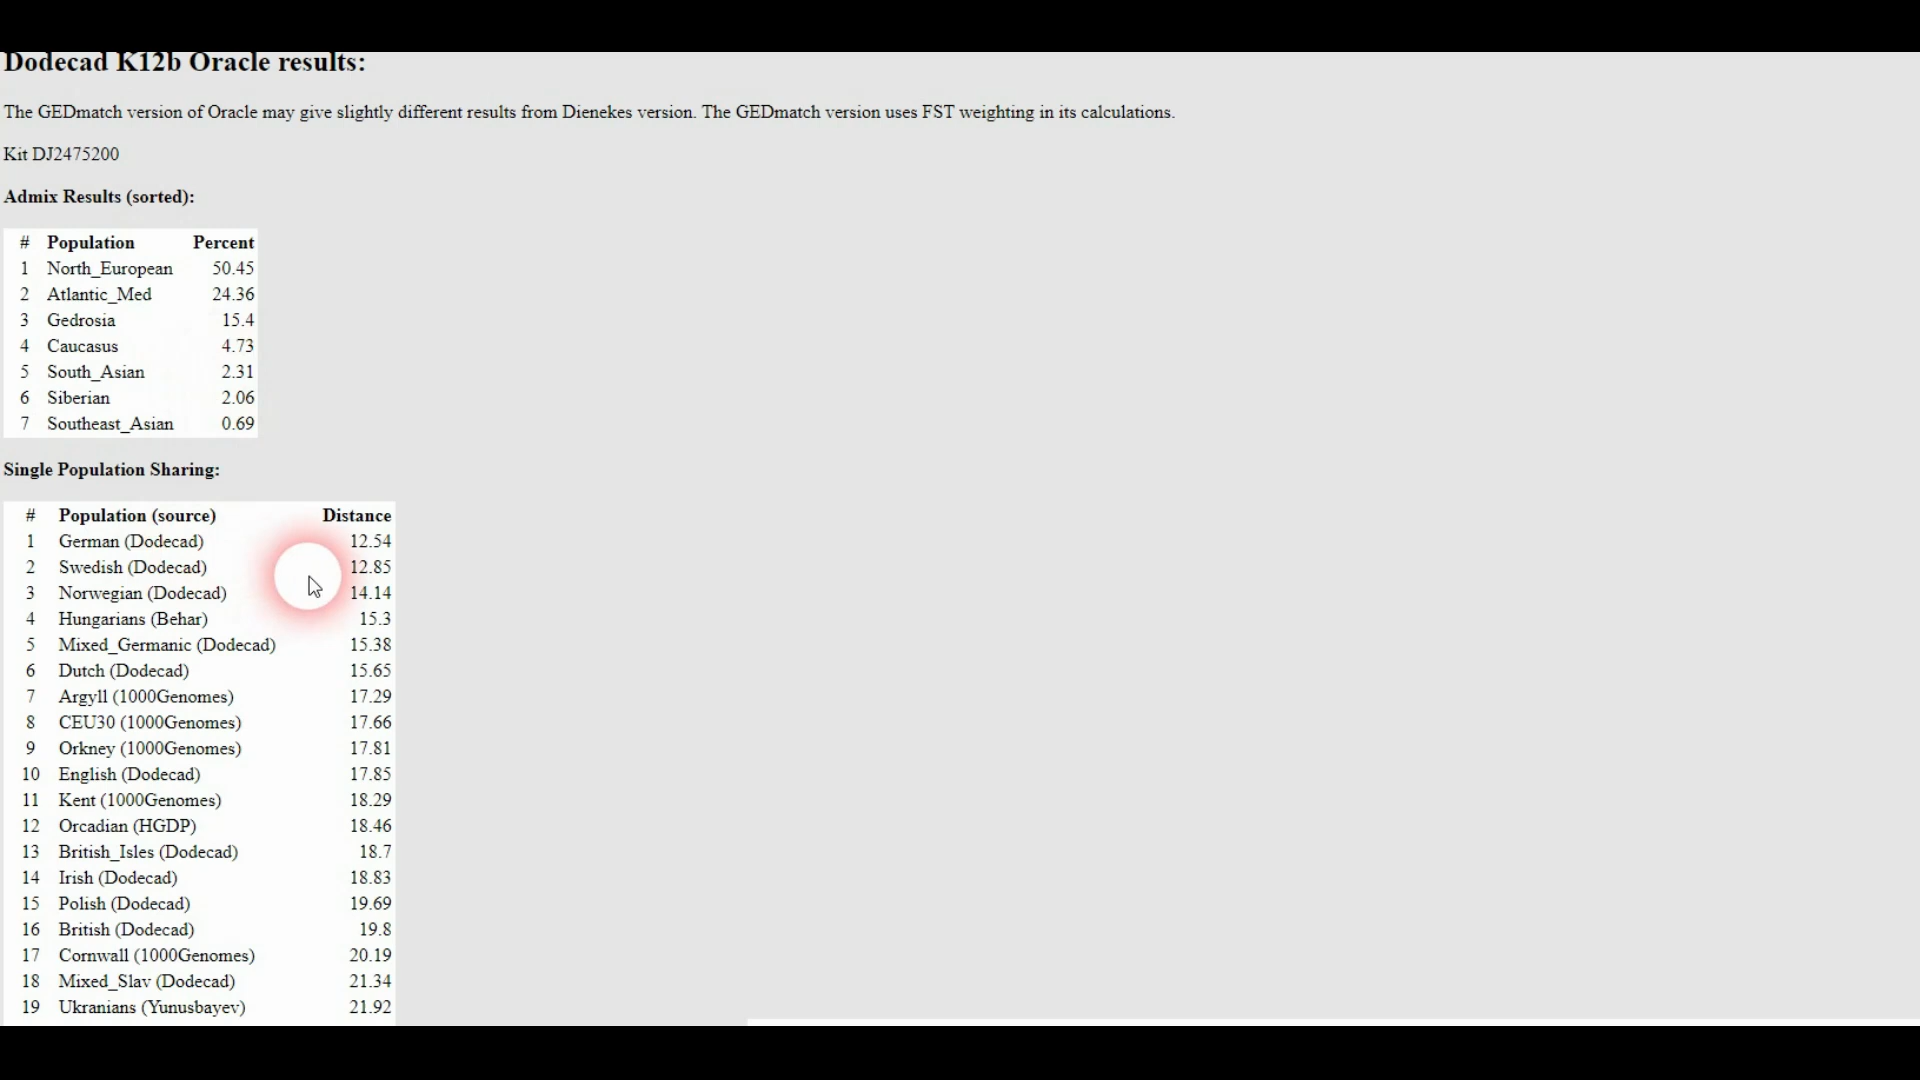 Dodecad K12b Oracle results:
The GEDmatch version of Oracle may give slightly different results from Dienekes version. The GEDmatch version uses FST weighting in its calculations.
Kit DJ2475200
Admix Results (sorted):
# Population Percent
1 North_European 50.45
2 Atlantic_Med 24.36
3 Gedrosia 15.4
4 Caucasus 4.73
5 South_Asian 2.31
6 Siberian 2.06
7 Southeast_Asian 0.69
Single Population Sharing:
# Population (source) Distance
1 German (Dodecad) 12.54
2 Swedish (Dodecad) 12.85
3 Norwegian (Dodecad) 14.14
4 Hungarians (Behar) 15.3
5 Mixed_Germanic (Dodecad) 15.38
6 Dutch (Dodecad) 15.65
7 Argyll (1000Genomes) 17.29
8 CEU30 (1000Genomes) 17.66
9 Orkney (1000Genomes) 17.81
10 English (Dodecad) 17.85
11 Kent (1000Genomes) 18.29
12 Orcadian (HGDP) 18.46
13 British_Isles (Dodecad) 18.7
14 Irish (Dodecad) 18.83
15 Polish (Dodecad) 19.69
16 British (Dodecad) 19.8
17 Cornwall (1000Genomes) 20.19
18 Mixed_Slav (Dodecad) 21.34
19 Ukranians (Yunusbayev) 21.92